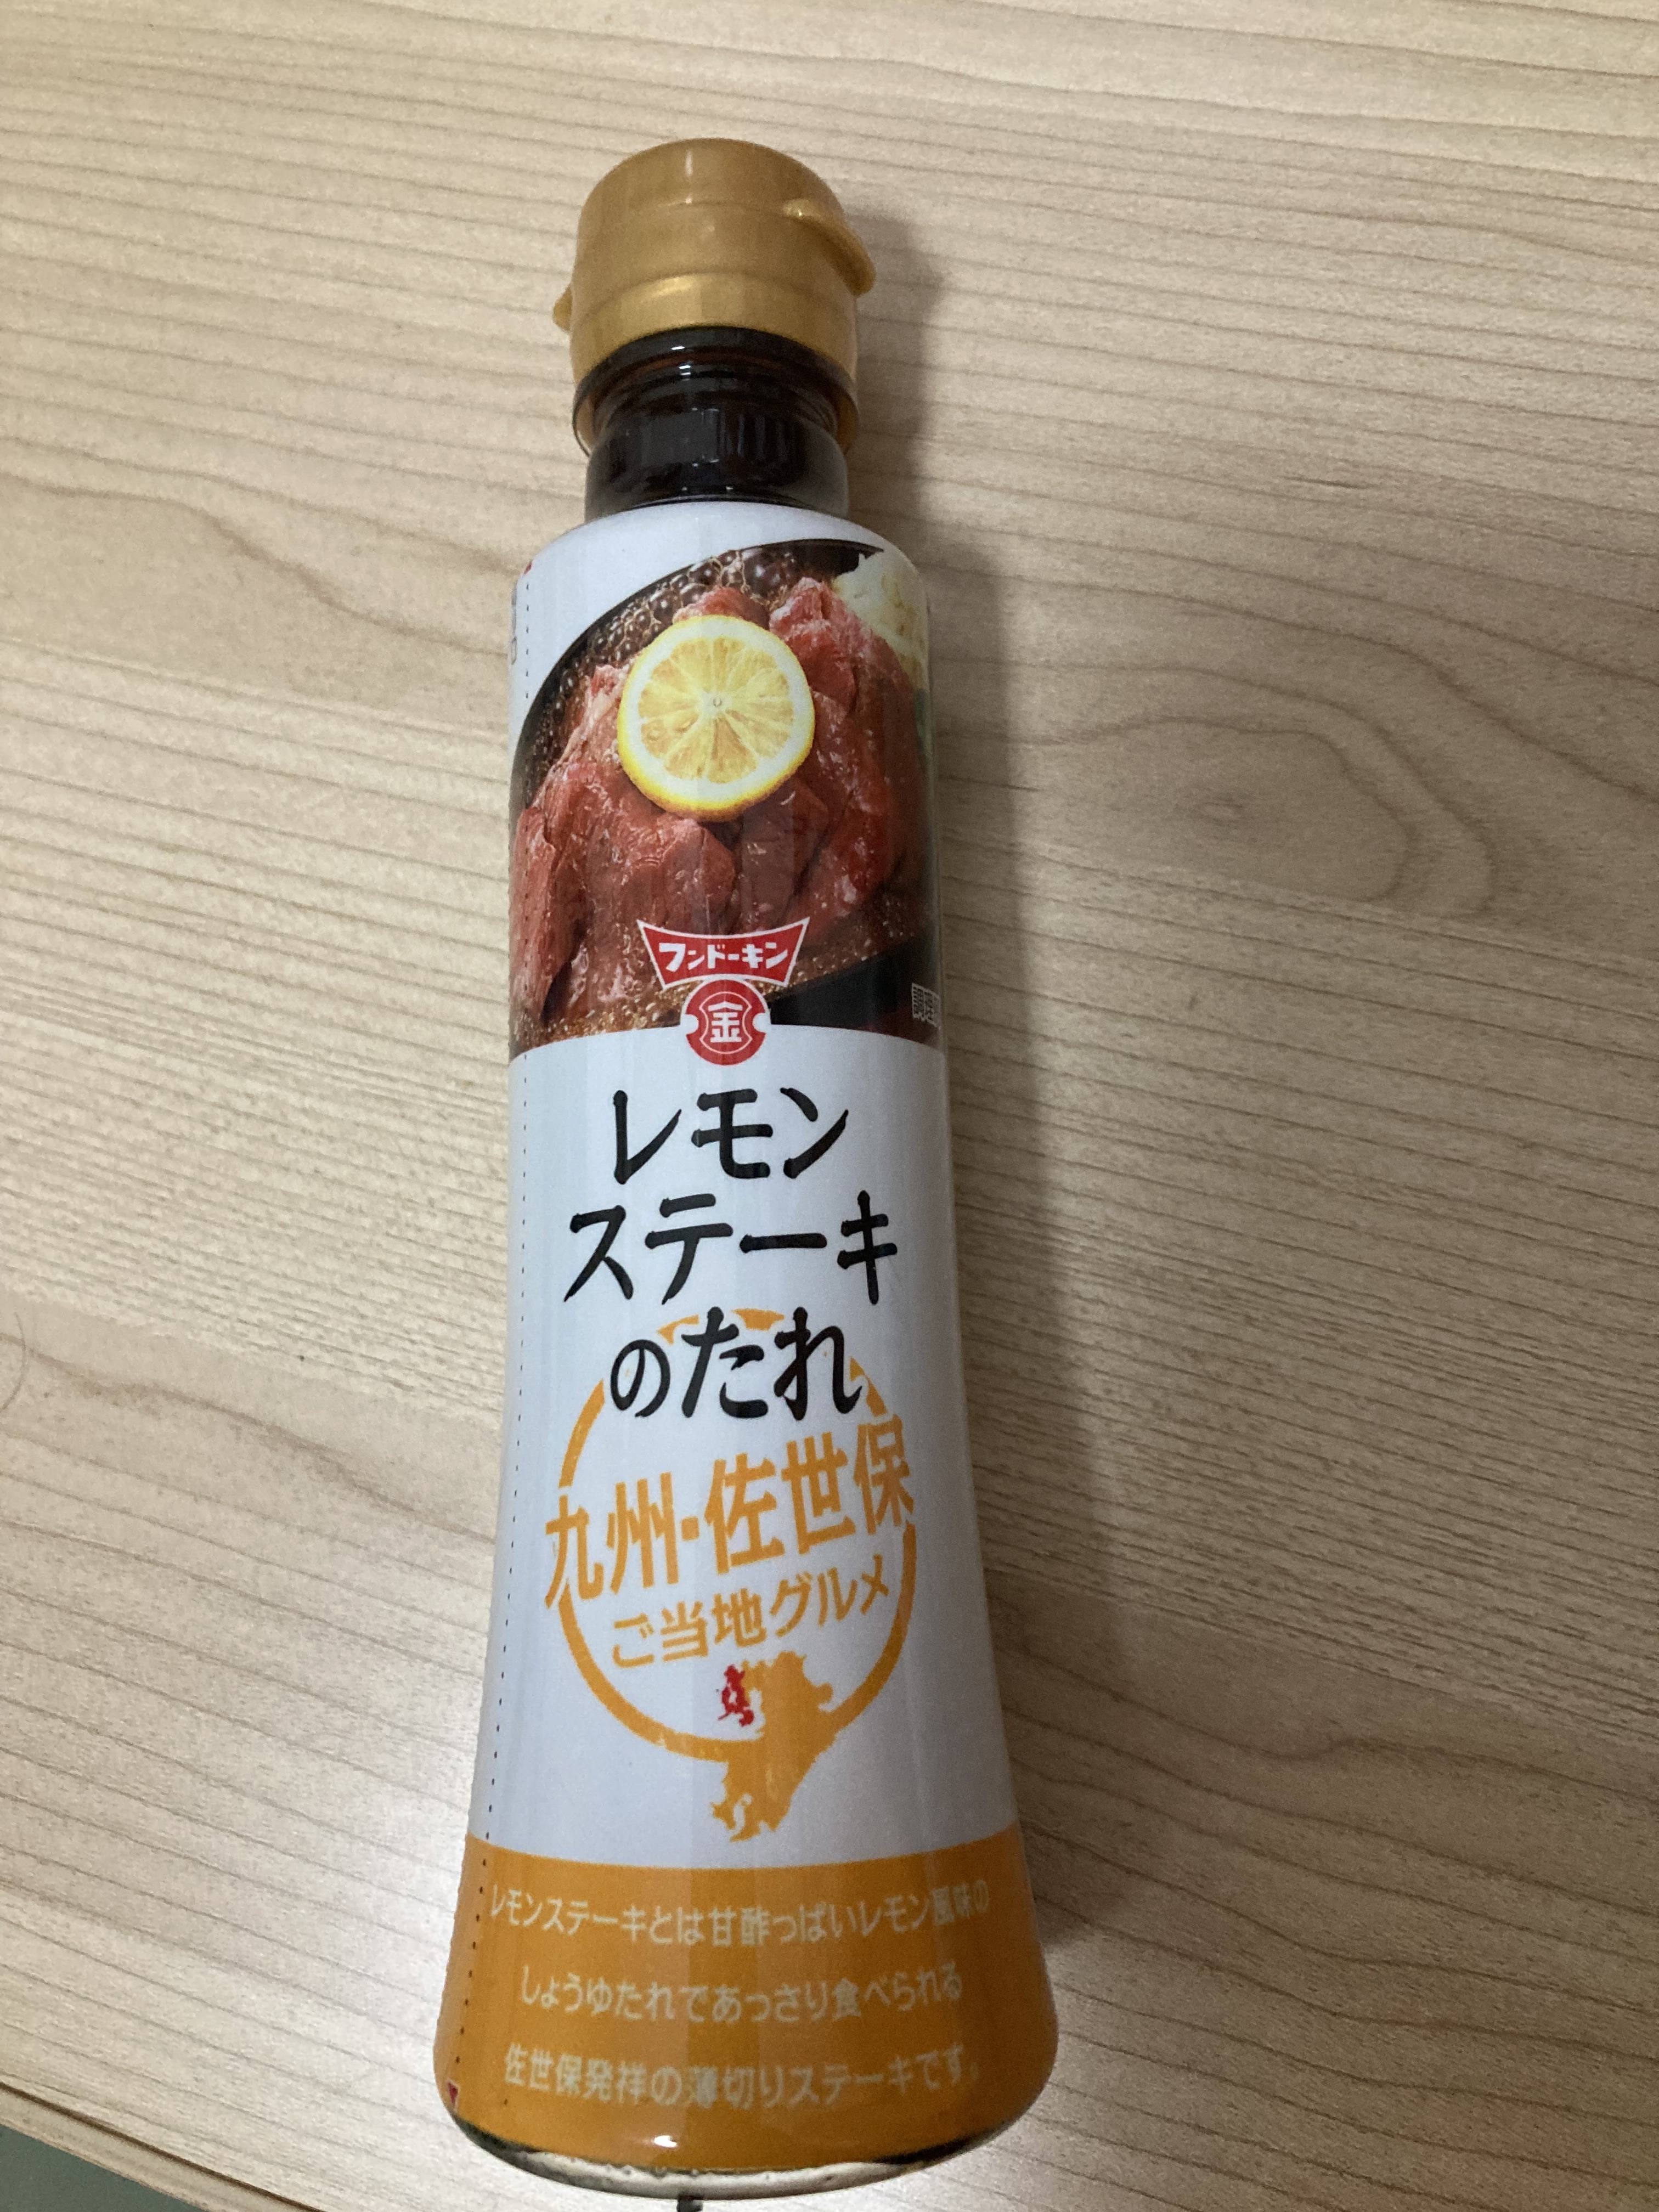 フンドーキン
金
調理
レモン
ステーキ
のたれ
九州・佐世保
ご当地グルメ
レモンステーキとは甘酢っぱいレモン風味の
しょうゆたれであっさり食べられる
佐世保発祥の薄切りステーキです。